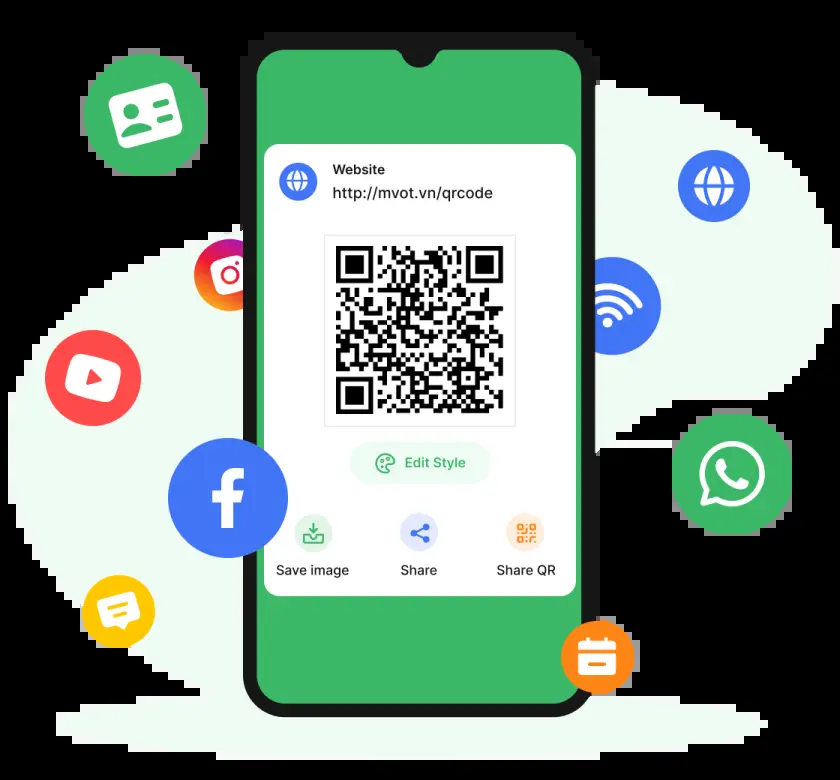 Website
http://mvot.vn/qrcode
Edit Style
Save image
Share
Share QR